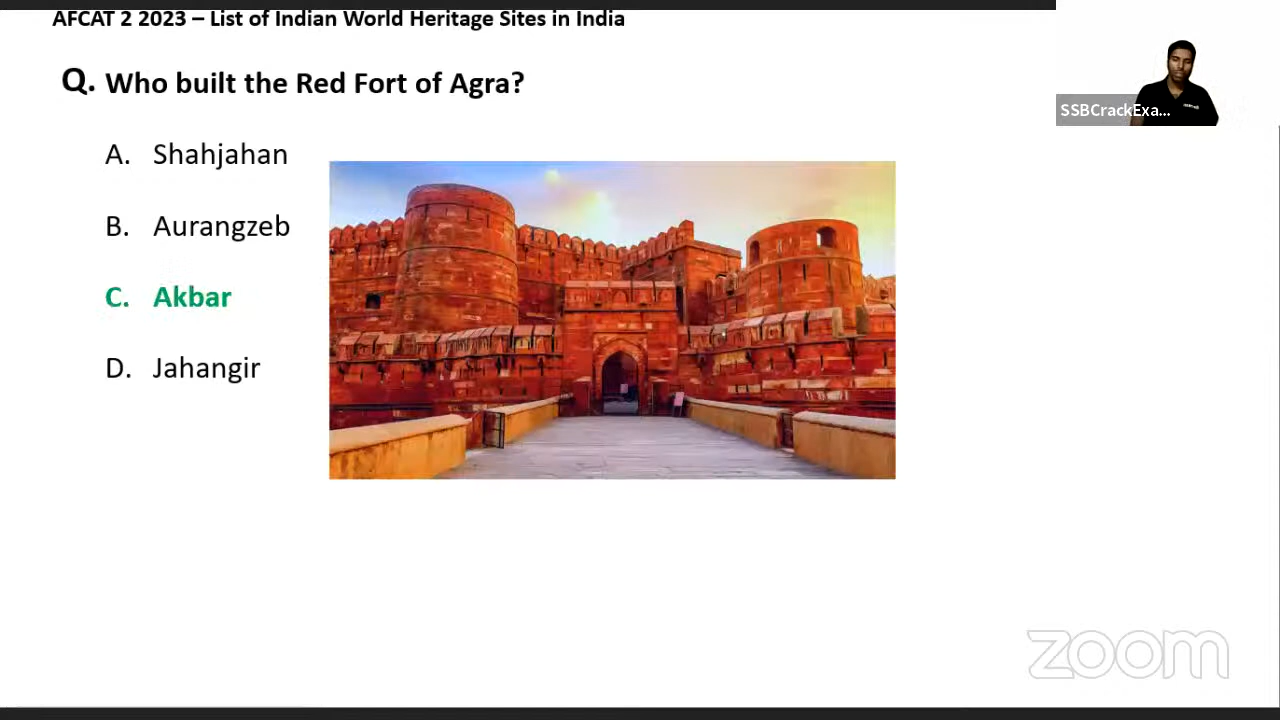 AFCAT 2 2023 – List of Indian World Heritage Sites in India
Q. Who built the Red Fort of Agra?
SSBCrackExa...
A. Shahjahan
B. Aurangzeb
C. Akbar
D. Jahangir
zoom